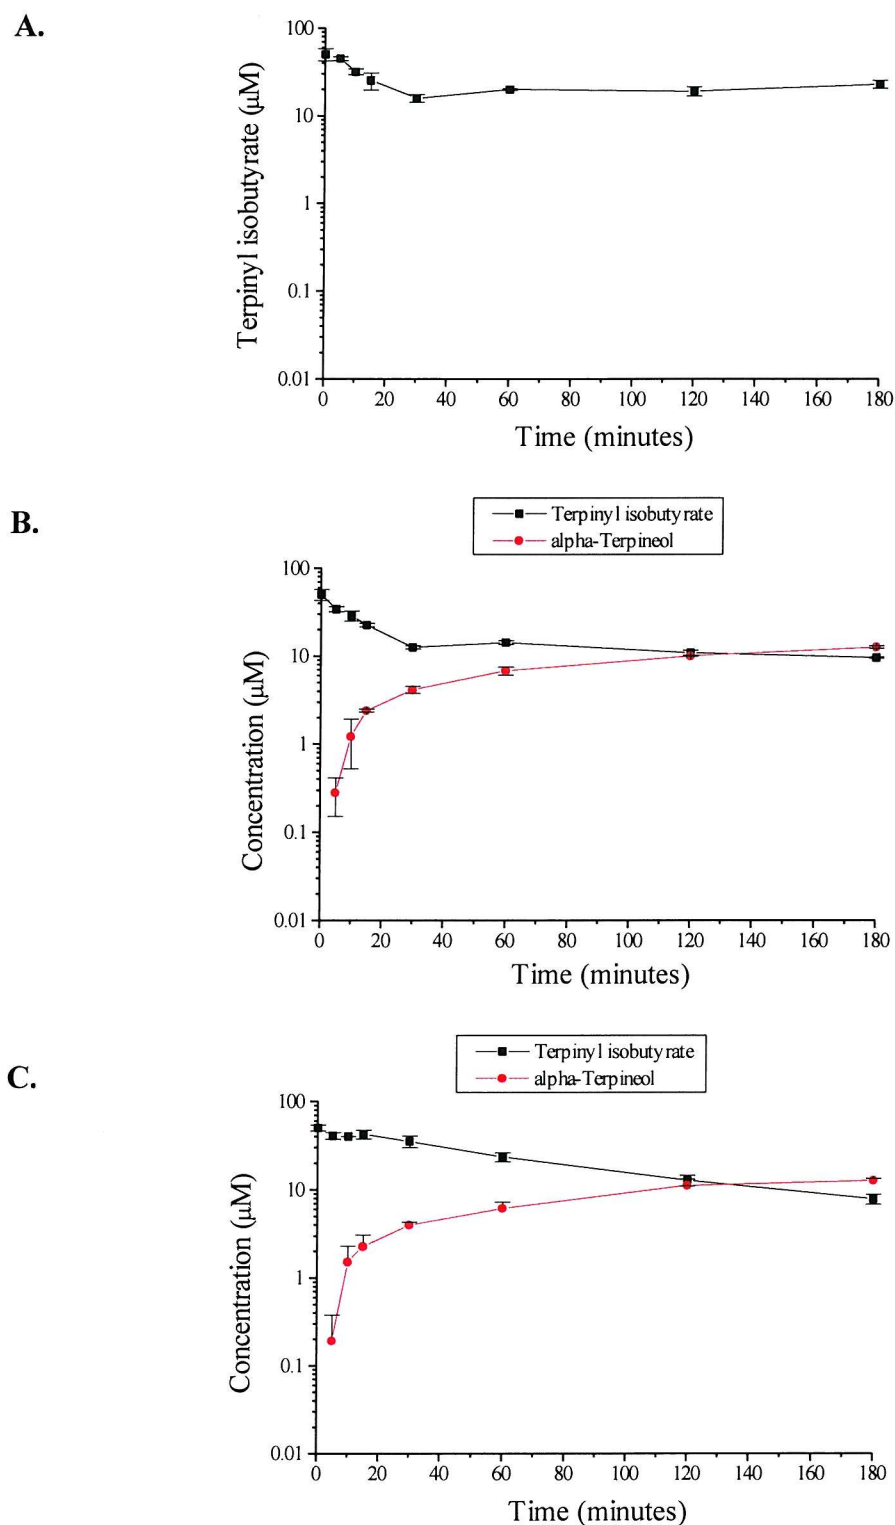 A.
Terpinyl isobutyrate (μM)
100
10
1
0.1
0.01
0 20 40 60 80 100 120 140 160 180
Time (minutes)
B.
Terpinyl isobutyrate
alpha-Terpineol
Concentration (μM)
100
10
1
0.1
0.01
0 20 40 60 80 100 120 140 160 180
Time (minutes)
C.
Terpinyl isobutyrate
alpha-Terpineol
Concentration (μM)
100
10
1
0.1
0.01
0 20 40 60 80 100 120 140 160 180
Time (minutes)